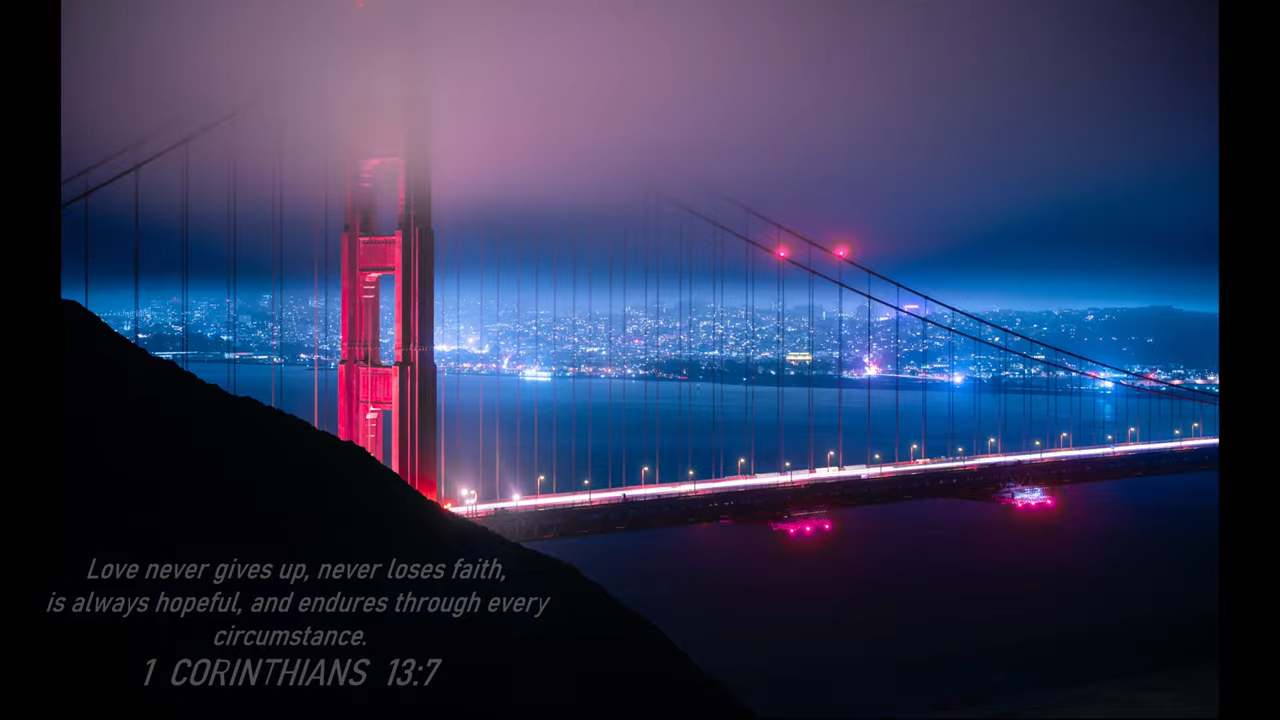 Love never gives up, never loses faith,
is always hopeful, and endures through every
circumstance.
1 CORINTHIANS 13:7